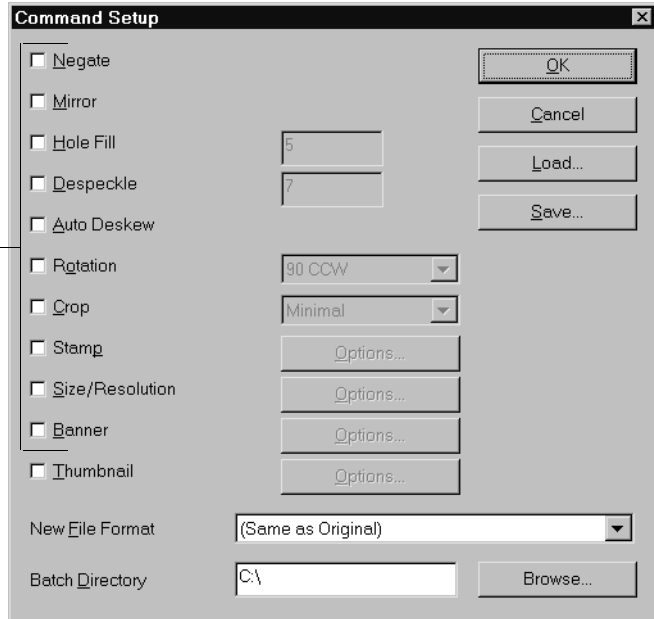 Command Setup
Negate
OK
Mirror
Cancel
Hole Fill
5
Load...
Despeckle
7
Save...
Auto Deskew
Rotation
90 CCW
Crop
Minimal
Stamp
Options...
Size/Resolution
Options...
Banner
Options...
Thumbnail
Options...
New File Format
(Same as Original)
Batch Directory
C:\
Browse...